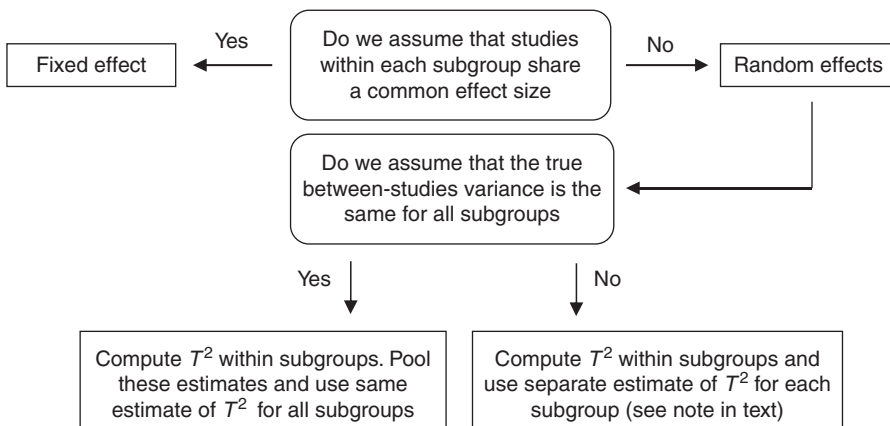 Do we assume that studies
within each subgroup share
a common effect size
Yes
Fixed effect
No
Random effects
Do we assume that the true
between-studies variance is the
same for all subgroups
Yes
No
Compute T² within subgroups. Pool
these estimates and use same
estimate of T² for all subgroups
Compute T² within subgroups and
use separate estimate of T² for each
subgroup (see note in text)